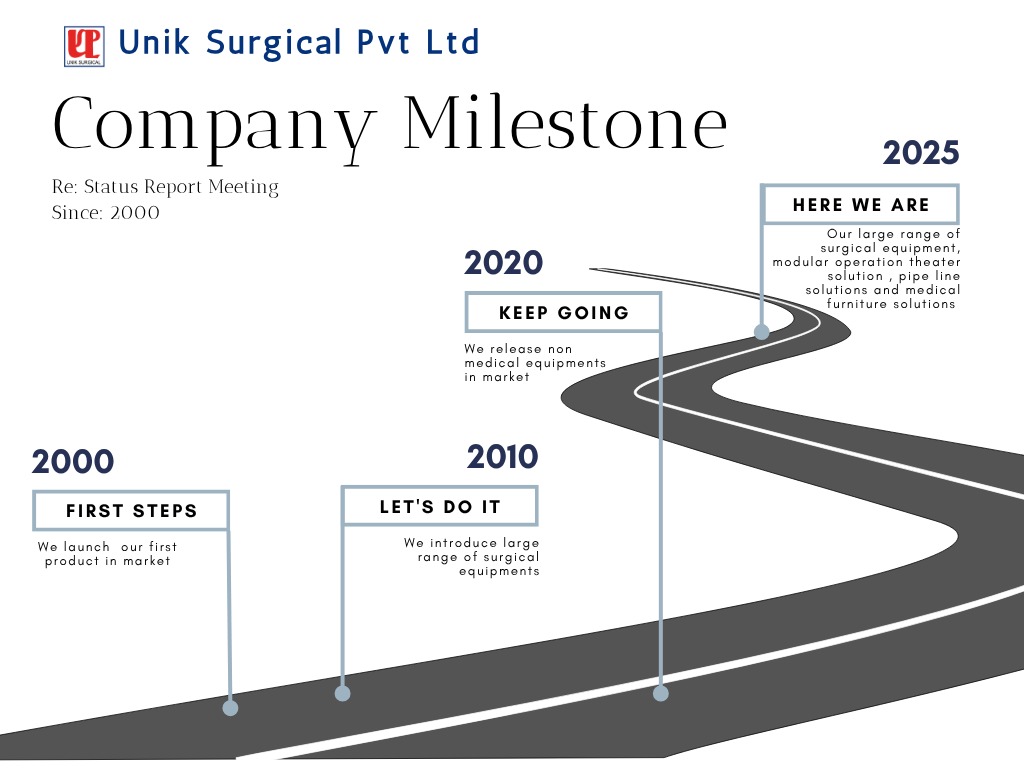 UP
UNIK SURGICAL
Unik Surgical Pvt Ltd
Company Milestone
Re: Status Report Meeting
Since: 2000
2025
HERE WE ARE
Our large range of
surgical equipment,
modular operation theater
solution , pipe line
solutions and medical
furniture solutions
2020
KEEP GOING
We release non
medical equipments
in market
2000
FIRST STEPS
We launch  our first
product in market
2010
LET'S DO IT
We introduce large
range of surgical
equipments